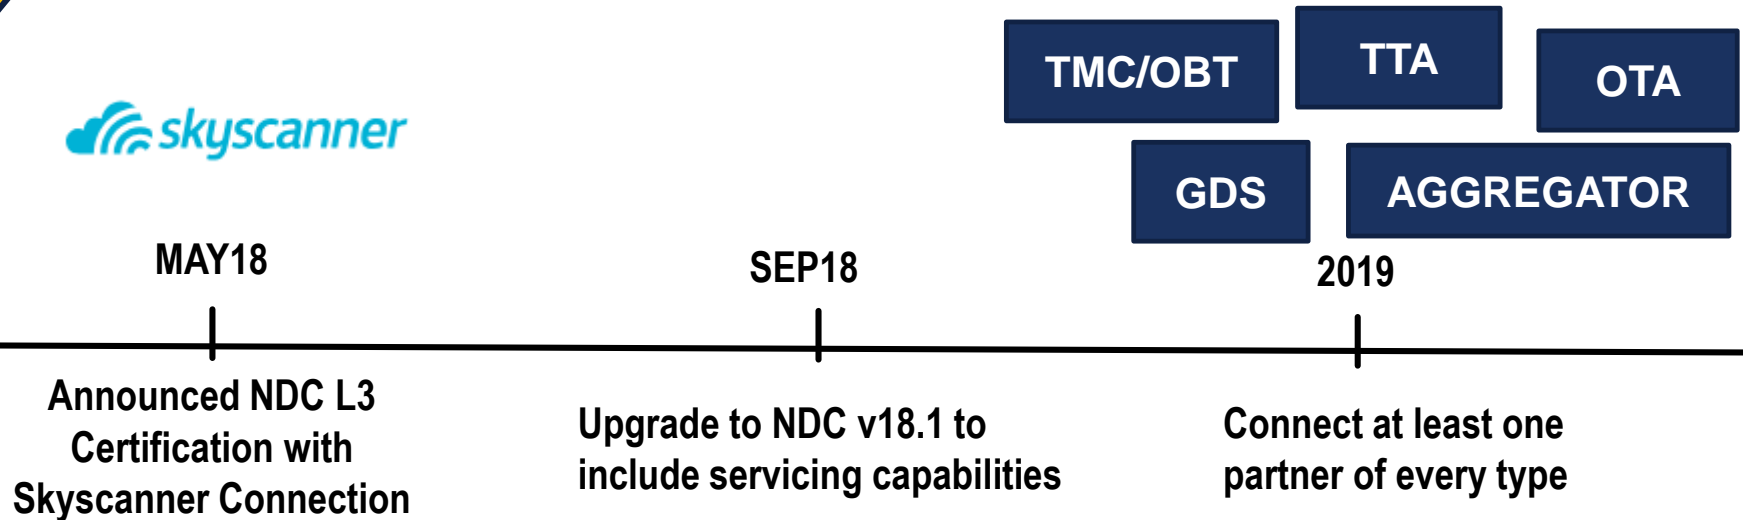 TMC/OBT
TTA
OTA
skyscanner
GDS
AGGREGATOR
MAY18
SEP18
2019
Announced NDC L3
Certification with
Skyscanner Connection
Upgrade to NDC v18.1 to
include servicing capabilities
Connect at least one
partner of every type